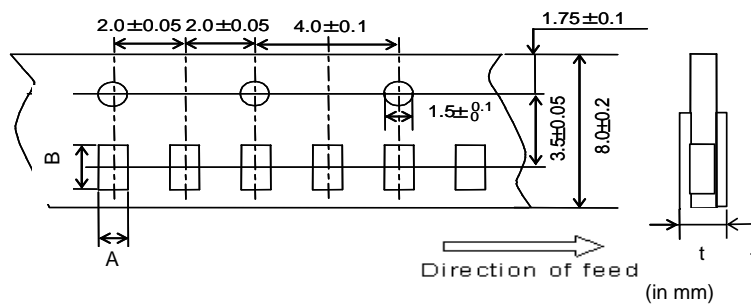 1.75±0.1
2.0±0.05 2.0±0.05 4.0±0.1
1.5±0.1 0
3.5±0.05
8.0±0.2
B
A
t
Direction of feed
(in mm)